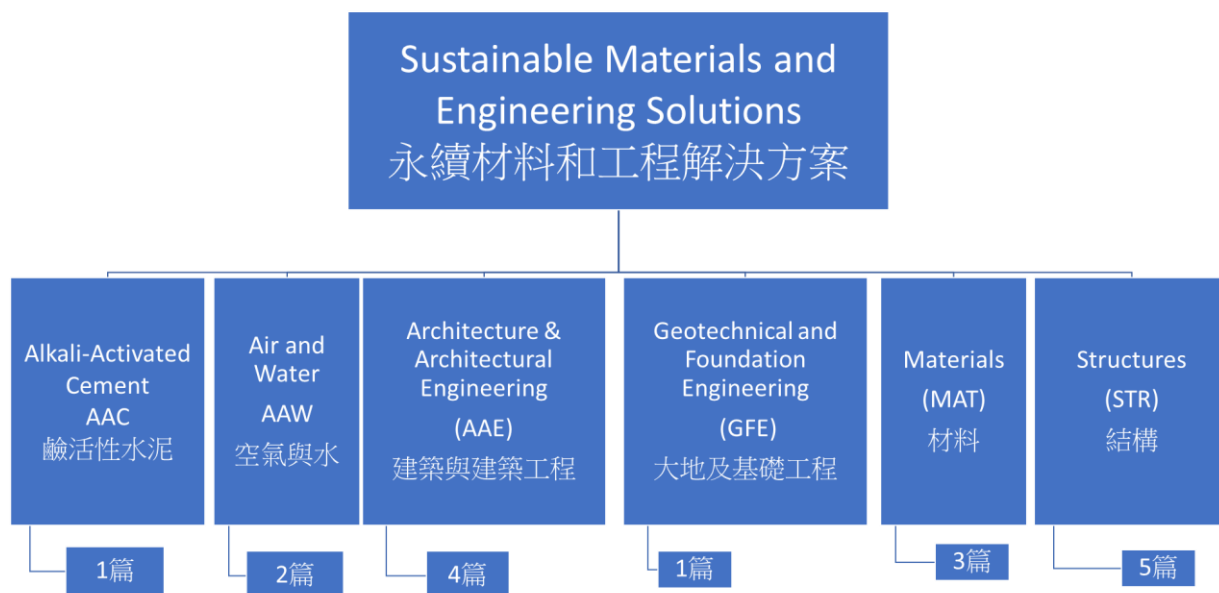 Sustainable Materials and
Engineering Solutions
永續材料和工程解決方案
Alkali-Activated
Cement
AAC
鹼活性水泥
Air and
Water
AAW
空氣與水
Architecture &
Architectural
Engineering
(AAE)
建築與建築工程
Geotechnical and
Foundation
Engineering
(GFE)
大地及基礎工程
Materials
(MAT)
材料
Structures
(STR)
結構
1篇
2篇
4篇
1篇
3篇
5篇